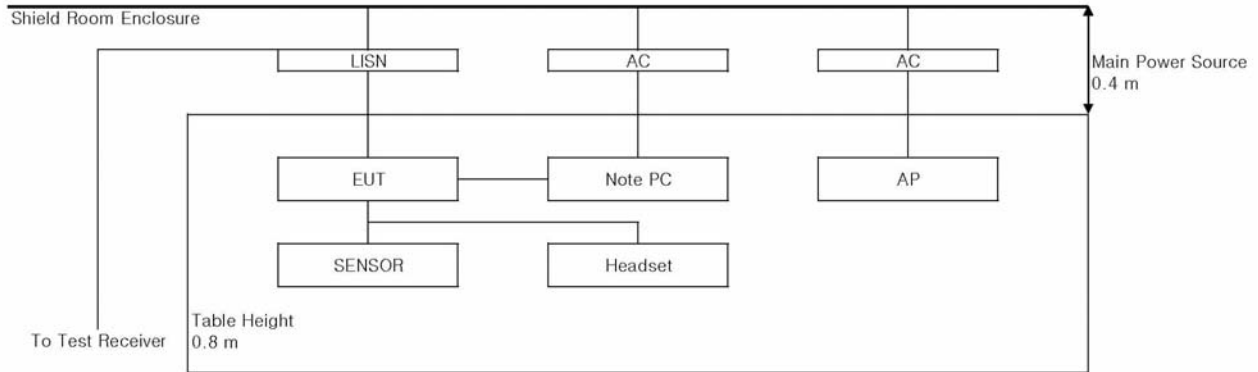 Shield Room Enclosure
LISN
AC
AC
Main Power Source
0.4 m
EUT
Note PC
AP
SENSOR
Headset
Table Height
0.8 m
To Test Receiver